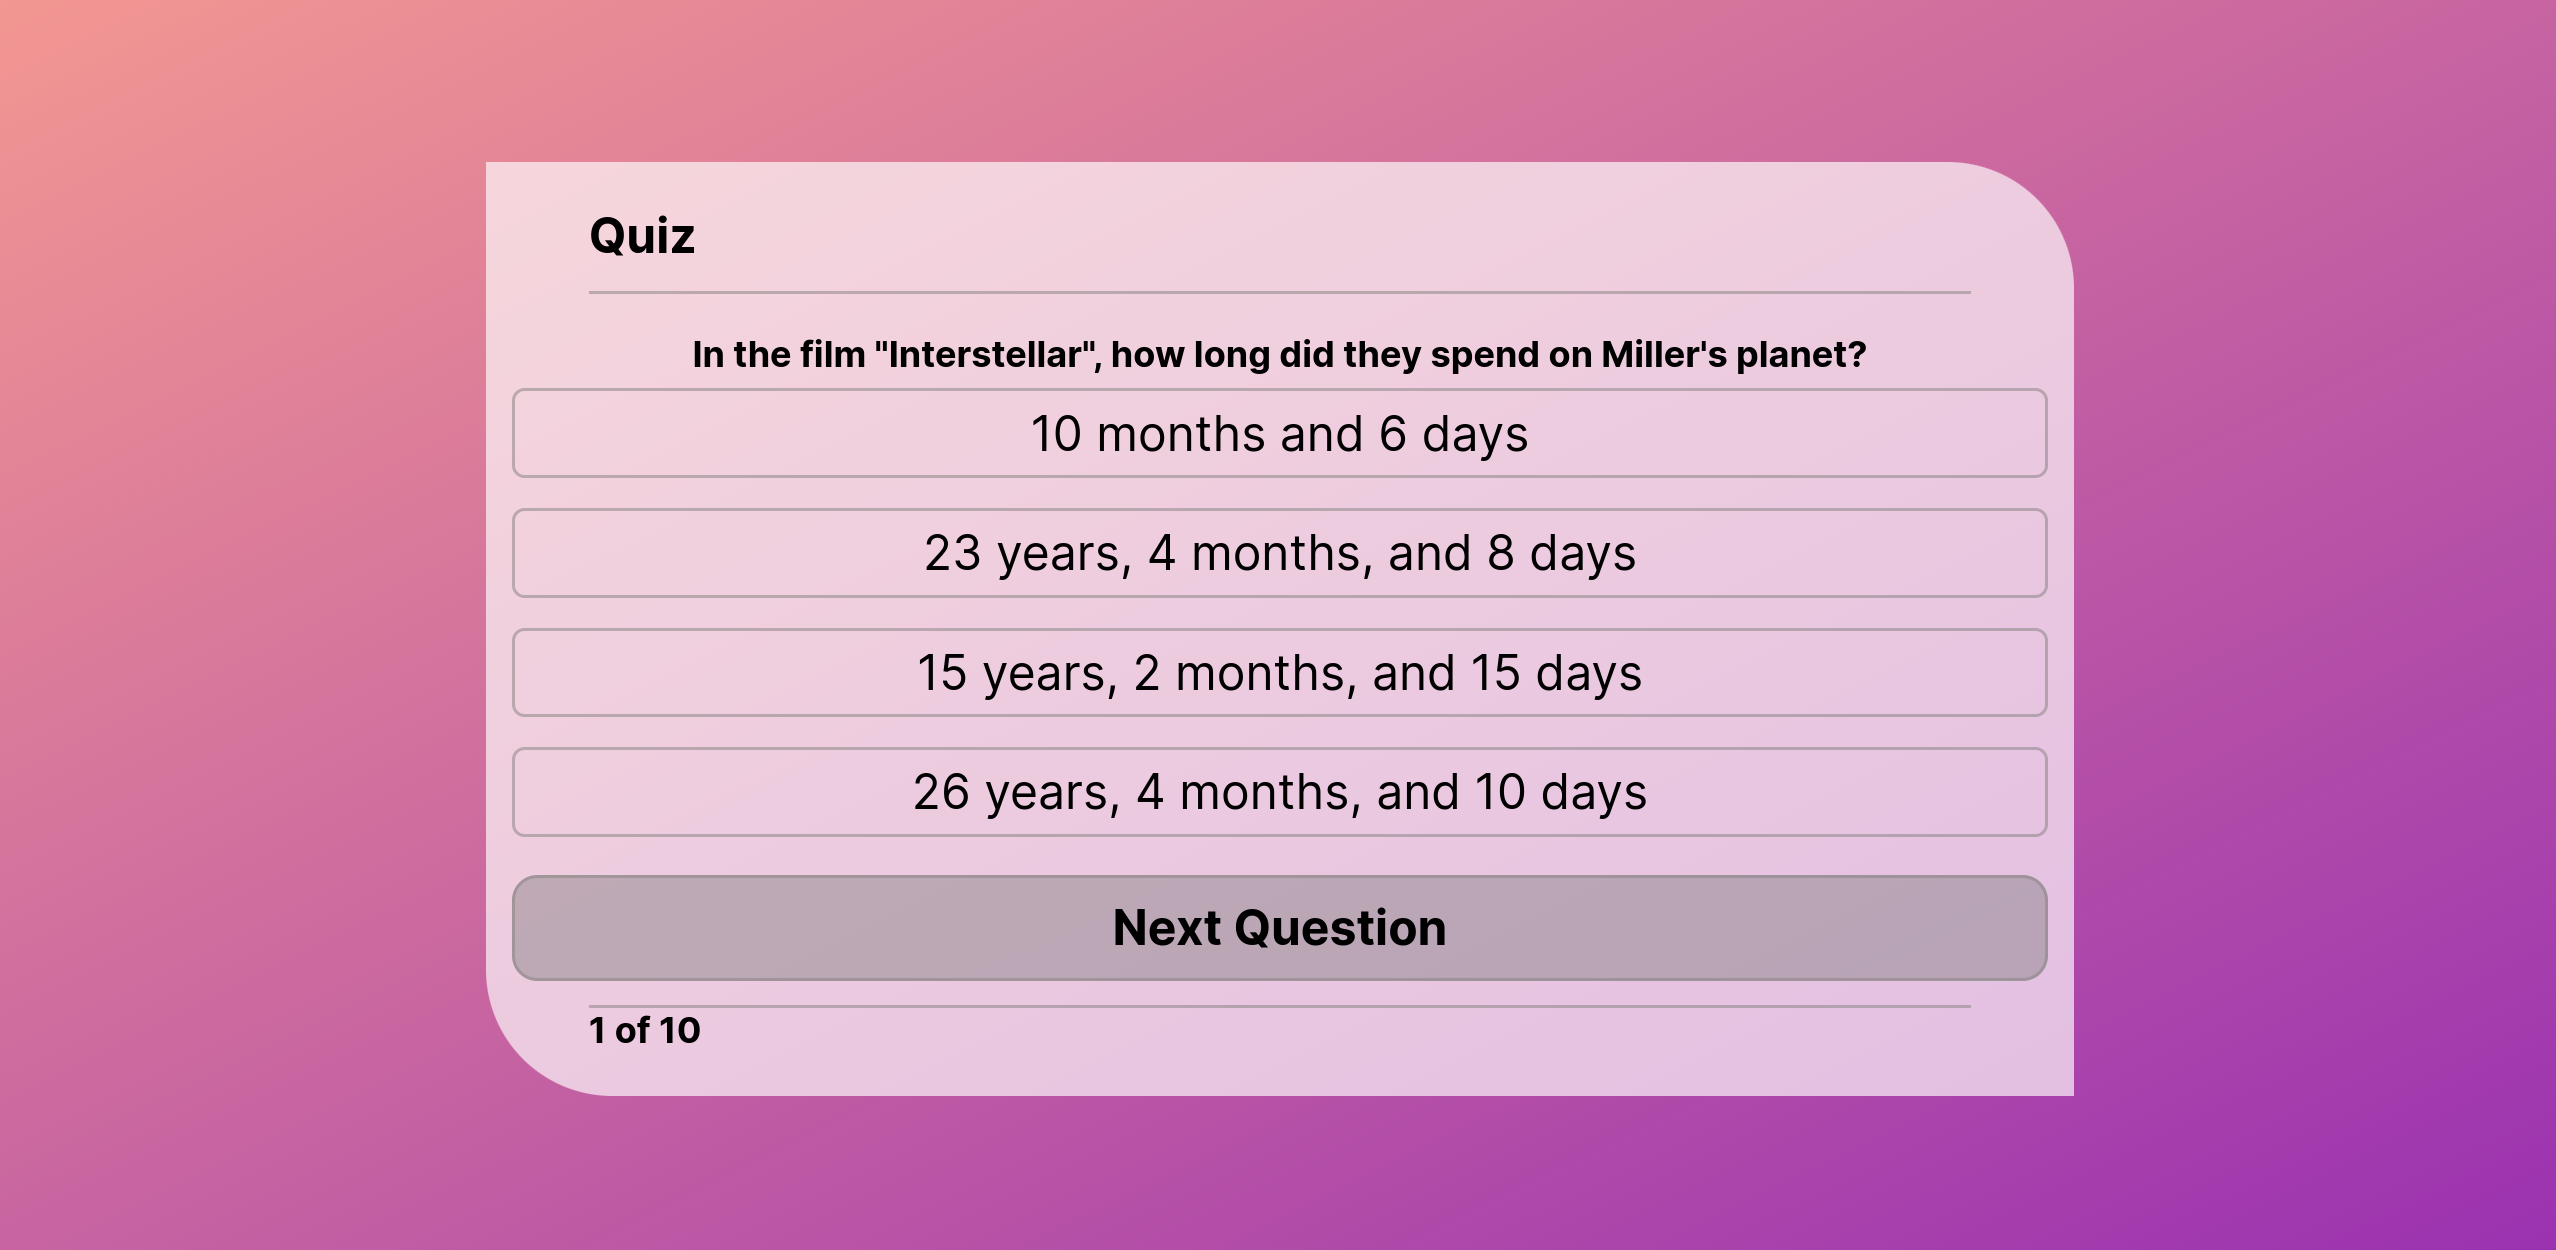 Quiz
In the film "Interstellar", how long did they spend on Miller's planet?
10 months and 6 days
23 years, 4 months, and 8 days
15 years, 2 months, and 15 days
26 years, 4 months, and 10 days
Next Question
1 of 10